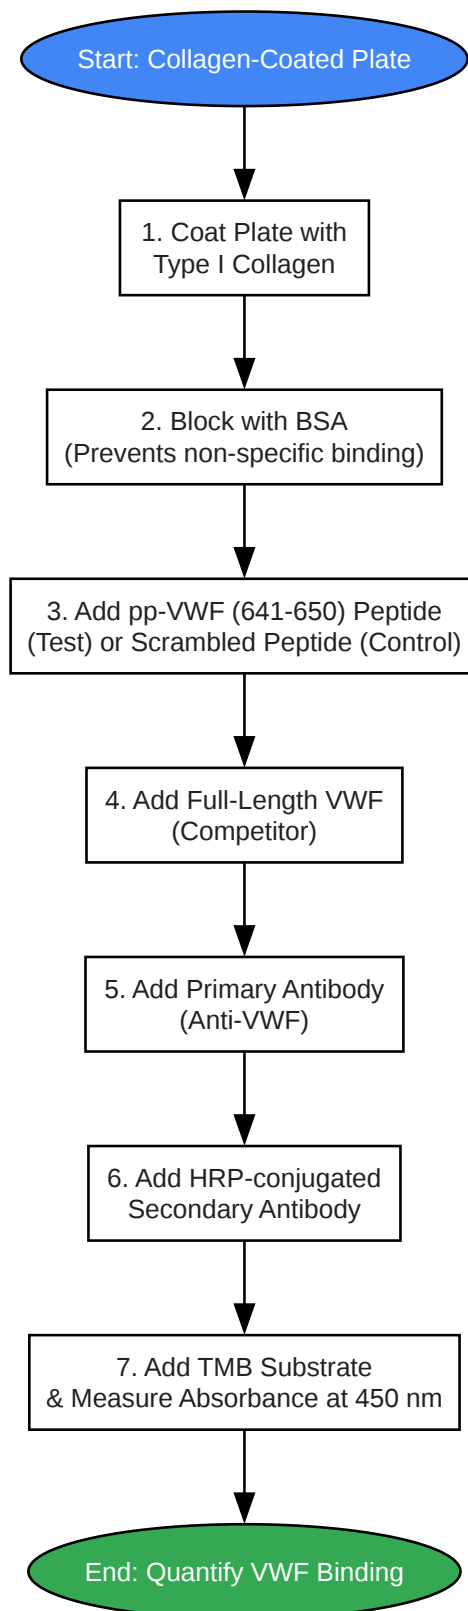 Start: Collagen-Coated Plate
1. Coat Plate with
Type I Collagen
2. Block with BSA
(Prevents non-specific binding)
3. Add pp-VWF (641-650) Peptide
(Test) or Scrambled Peptide (Control)
4. Add Full-Length VWF
(Competitor)
5. Add Primary Antibody
(Anti-VWF)
6. Add HRP-conjugated
Secondary Antibody
7. Add TMB Substrate
& Measure Absorbance at 450 nm
End: Quantify VWF Binding